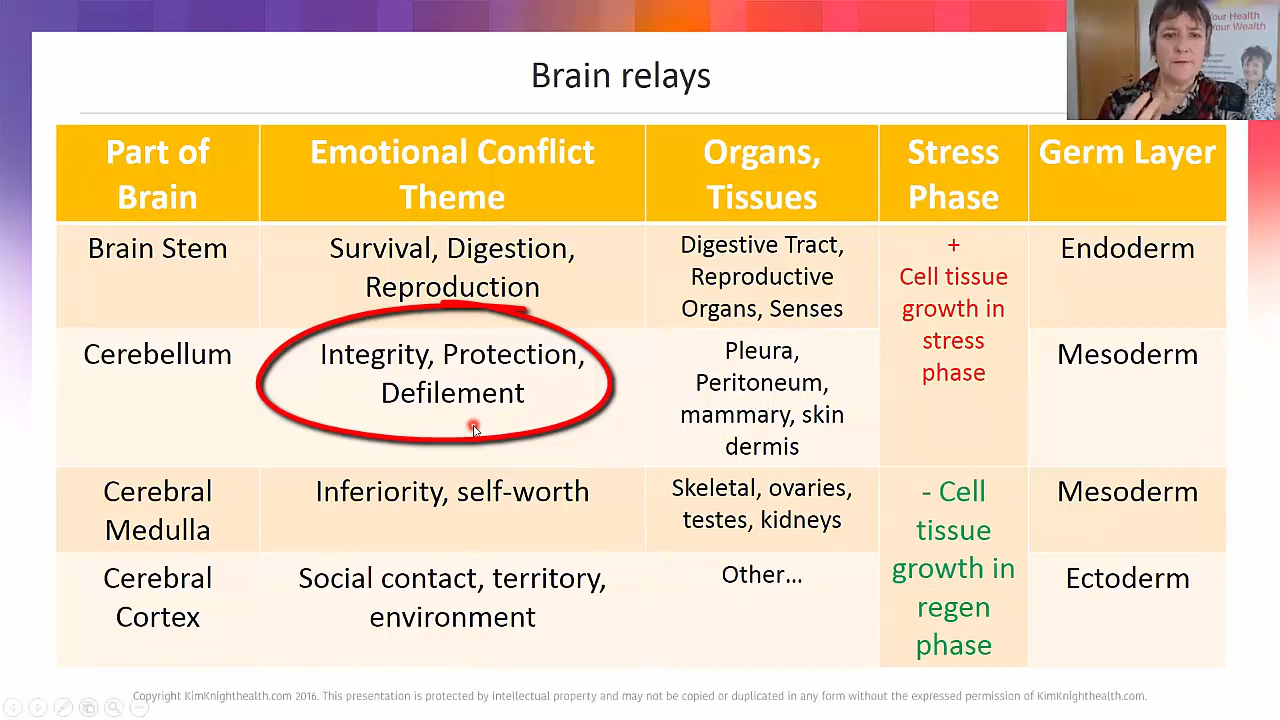 Brain relays
Your Health
Your Wealth
Part of
Brain
Emotional Conflict
Theme
Organs,
Tissues
Stress
Phase
Germ Layer
Brain Stem
Survival, Digestion,
Reproduction
Digestive Tract,
Reproductive
Organs, Senses
+
Cell tissue
growth in
stress
phase
Endoderm
Cerebellum
Integrity, Protection,
Defilement
Pleura,
Peritoneum,
mammary, skin
dermis
Mesoderm
Cerebral
Medulla
Inferiority, self-worth
Skeletal, ovaries,
testes, kidneys
- Cell
tissue
growth in
regen
phase
Mesoderm
Cerebral
Cortex
Social contact, territory,
environment
Other...
Ectoderm
Copyright KimKnighthealth.com 2016. This presentation is protected by intellectual property and may not be copied or duplicated in any form without the expressed permission of KimKnighthealth.com.